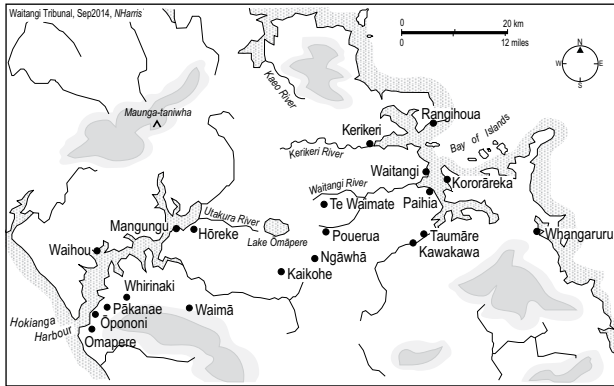 Waitangi Tribunal, Sep2014, NHarris
0 20 km
0 12 miles
N
W E
S
Kaeo River
Maunga-taniwha
Rangihoua
Kerikeri
Bay of Islands
Kerikeri River
Waitangi
Kororāreka
Waitangi River
Paihia
Te Waimate
Utakura River
Mangungu
Hōreke
Lake Omāpere
Pouerua
Taumāre
Whangaruru
Kawakawa
Waihou
Ngāwhā
Kaikohe
Whirinaki
Pākanae
Waimā
Hokianga
Harbour
Ōpononi
Omapere